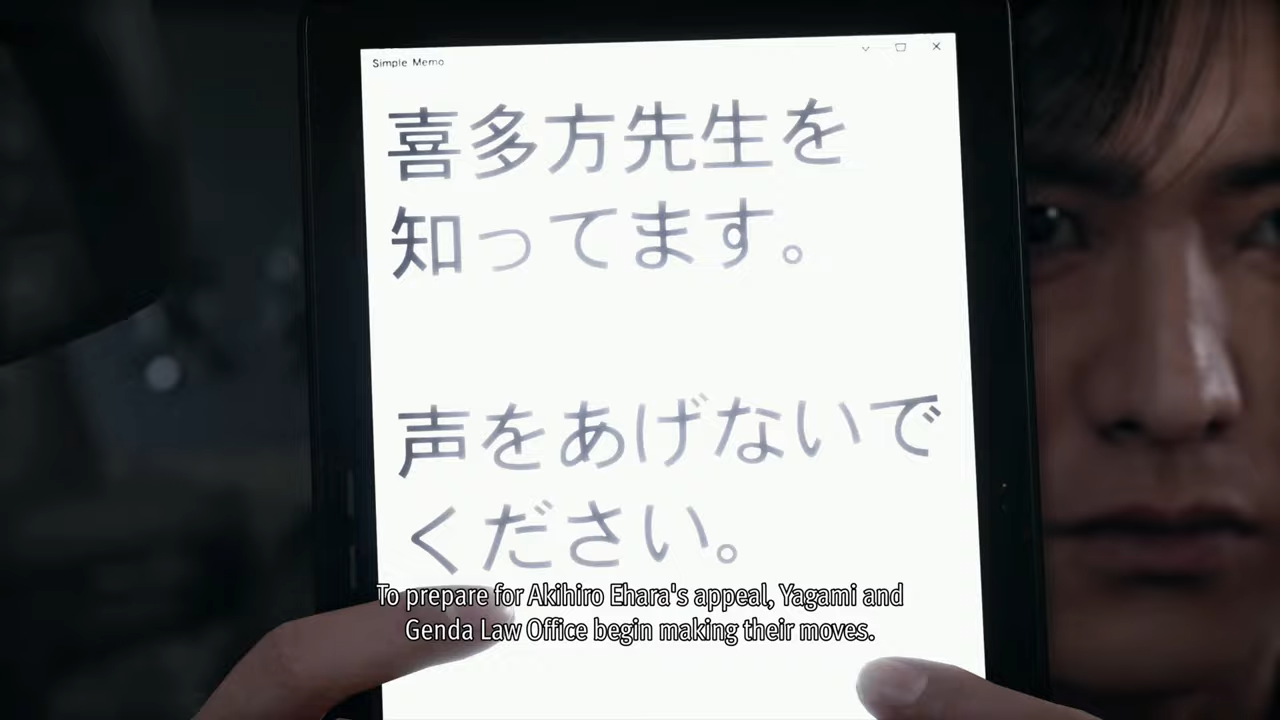 Simple Memo
喜多方先生を
知ってます。
声をあげないで
ください。
To prepare for Akihiro Ehara's appeal, Yagami and
Genda Law Office begin making their moves.